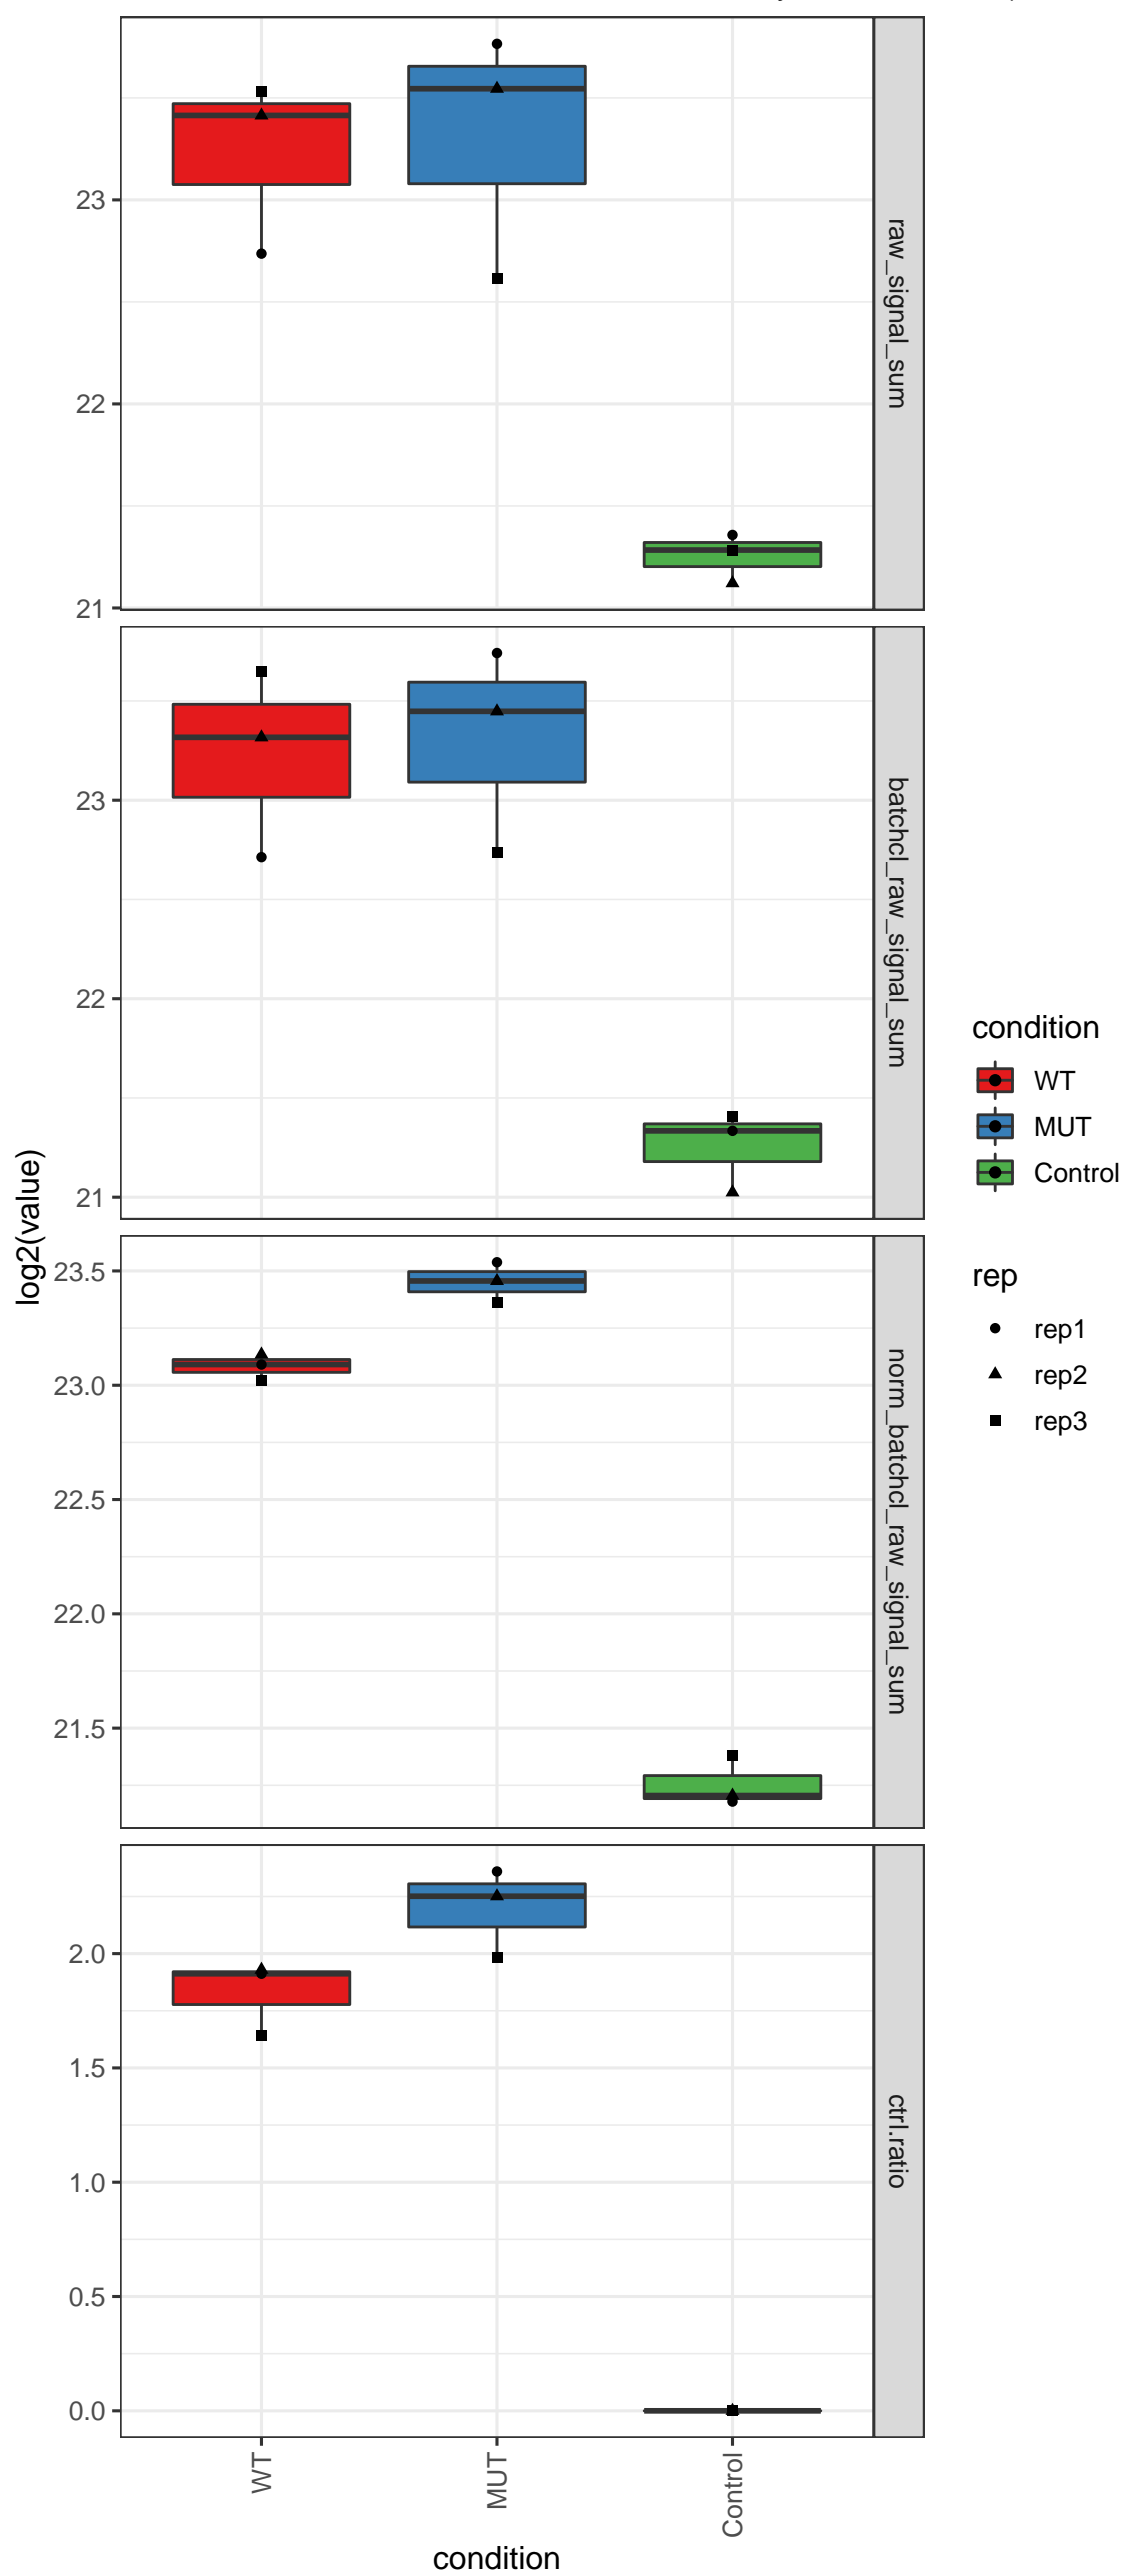 23
22
21
raw_signal_sum
23
22
21
batchcl_raw_signal_sum
23.5
23.0
22.5
22.0
21.5
norm_batchcl_raw_signal_sum
2.0
1.5
1.0
0.5
0.0
ctrl.ratio
log2(value)
WT
MUT
Control
condition
condition
WT
MUT
Control
rep
rep1
rep2
rep3